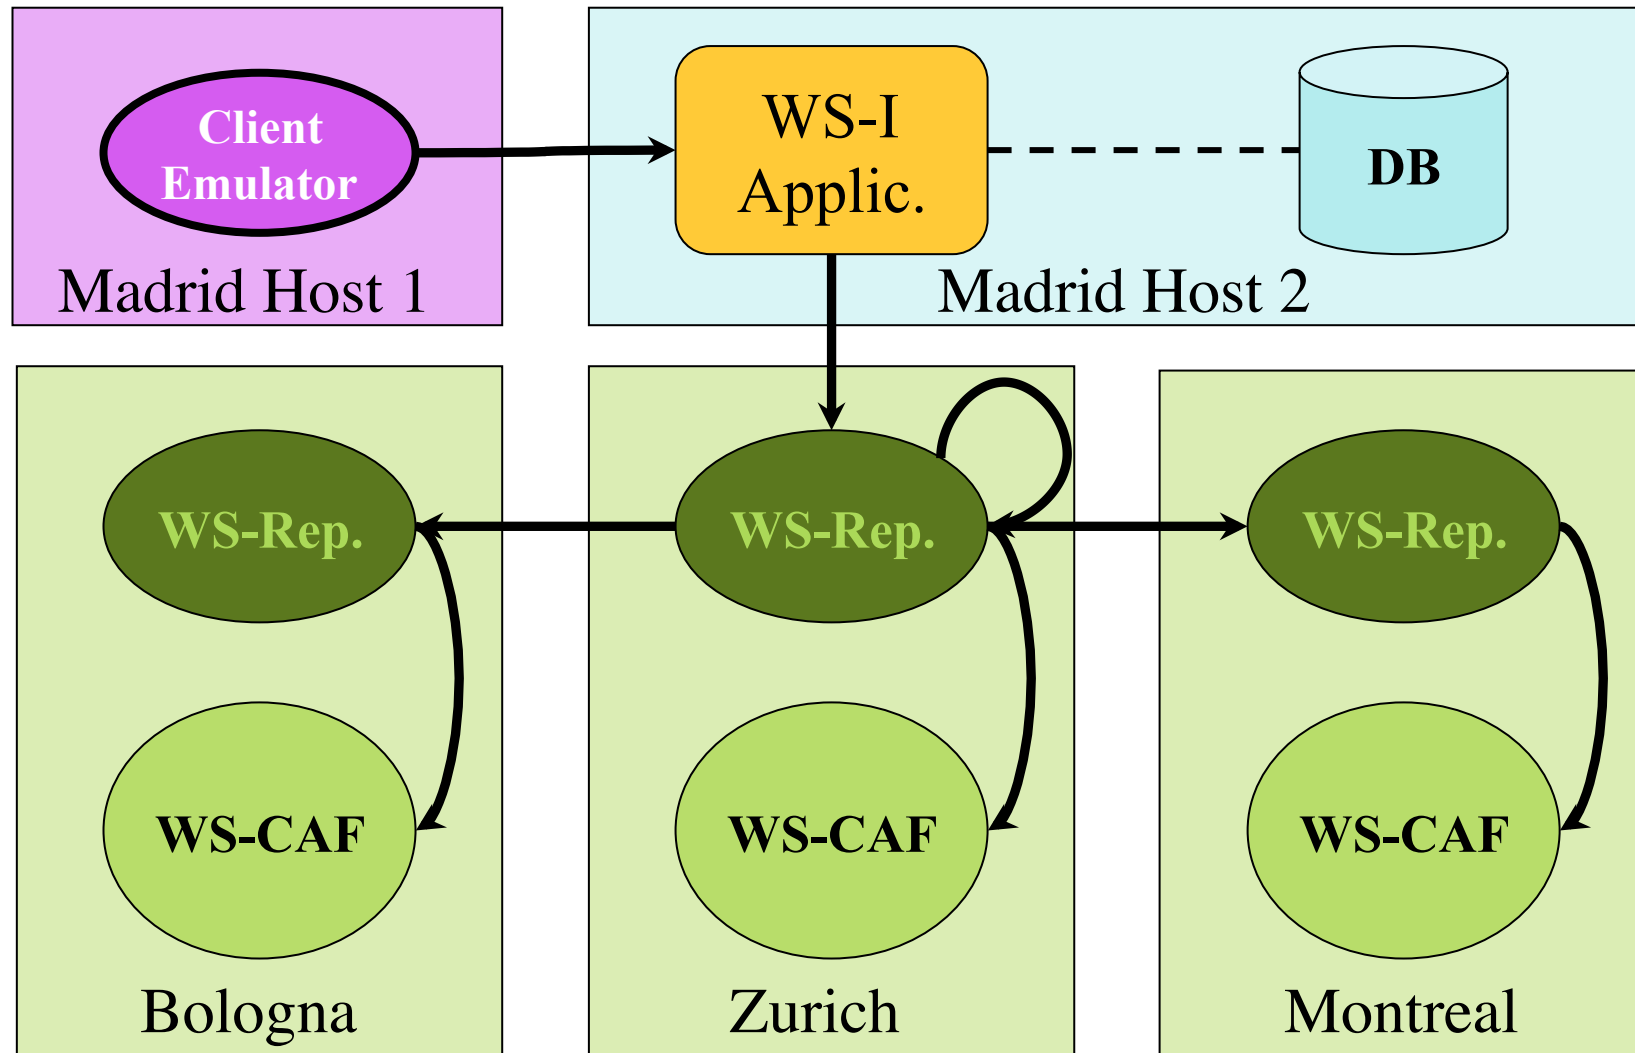 Client
Emulator
Madrid Host 1
WS-I
Applic.
DB
Madrid Host 2
WS-Rep.
WS-CAF
Bologna
WS-Rep.
WS-CAF
Zurich
WS-Rep.
WS-CAF
Montreal